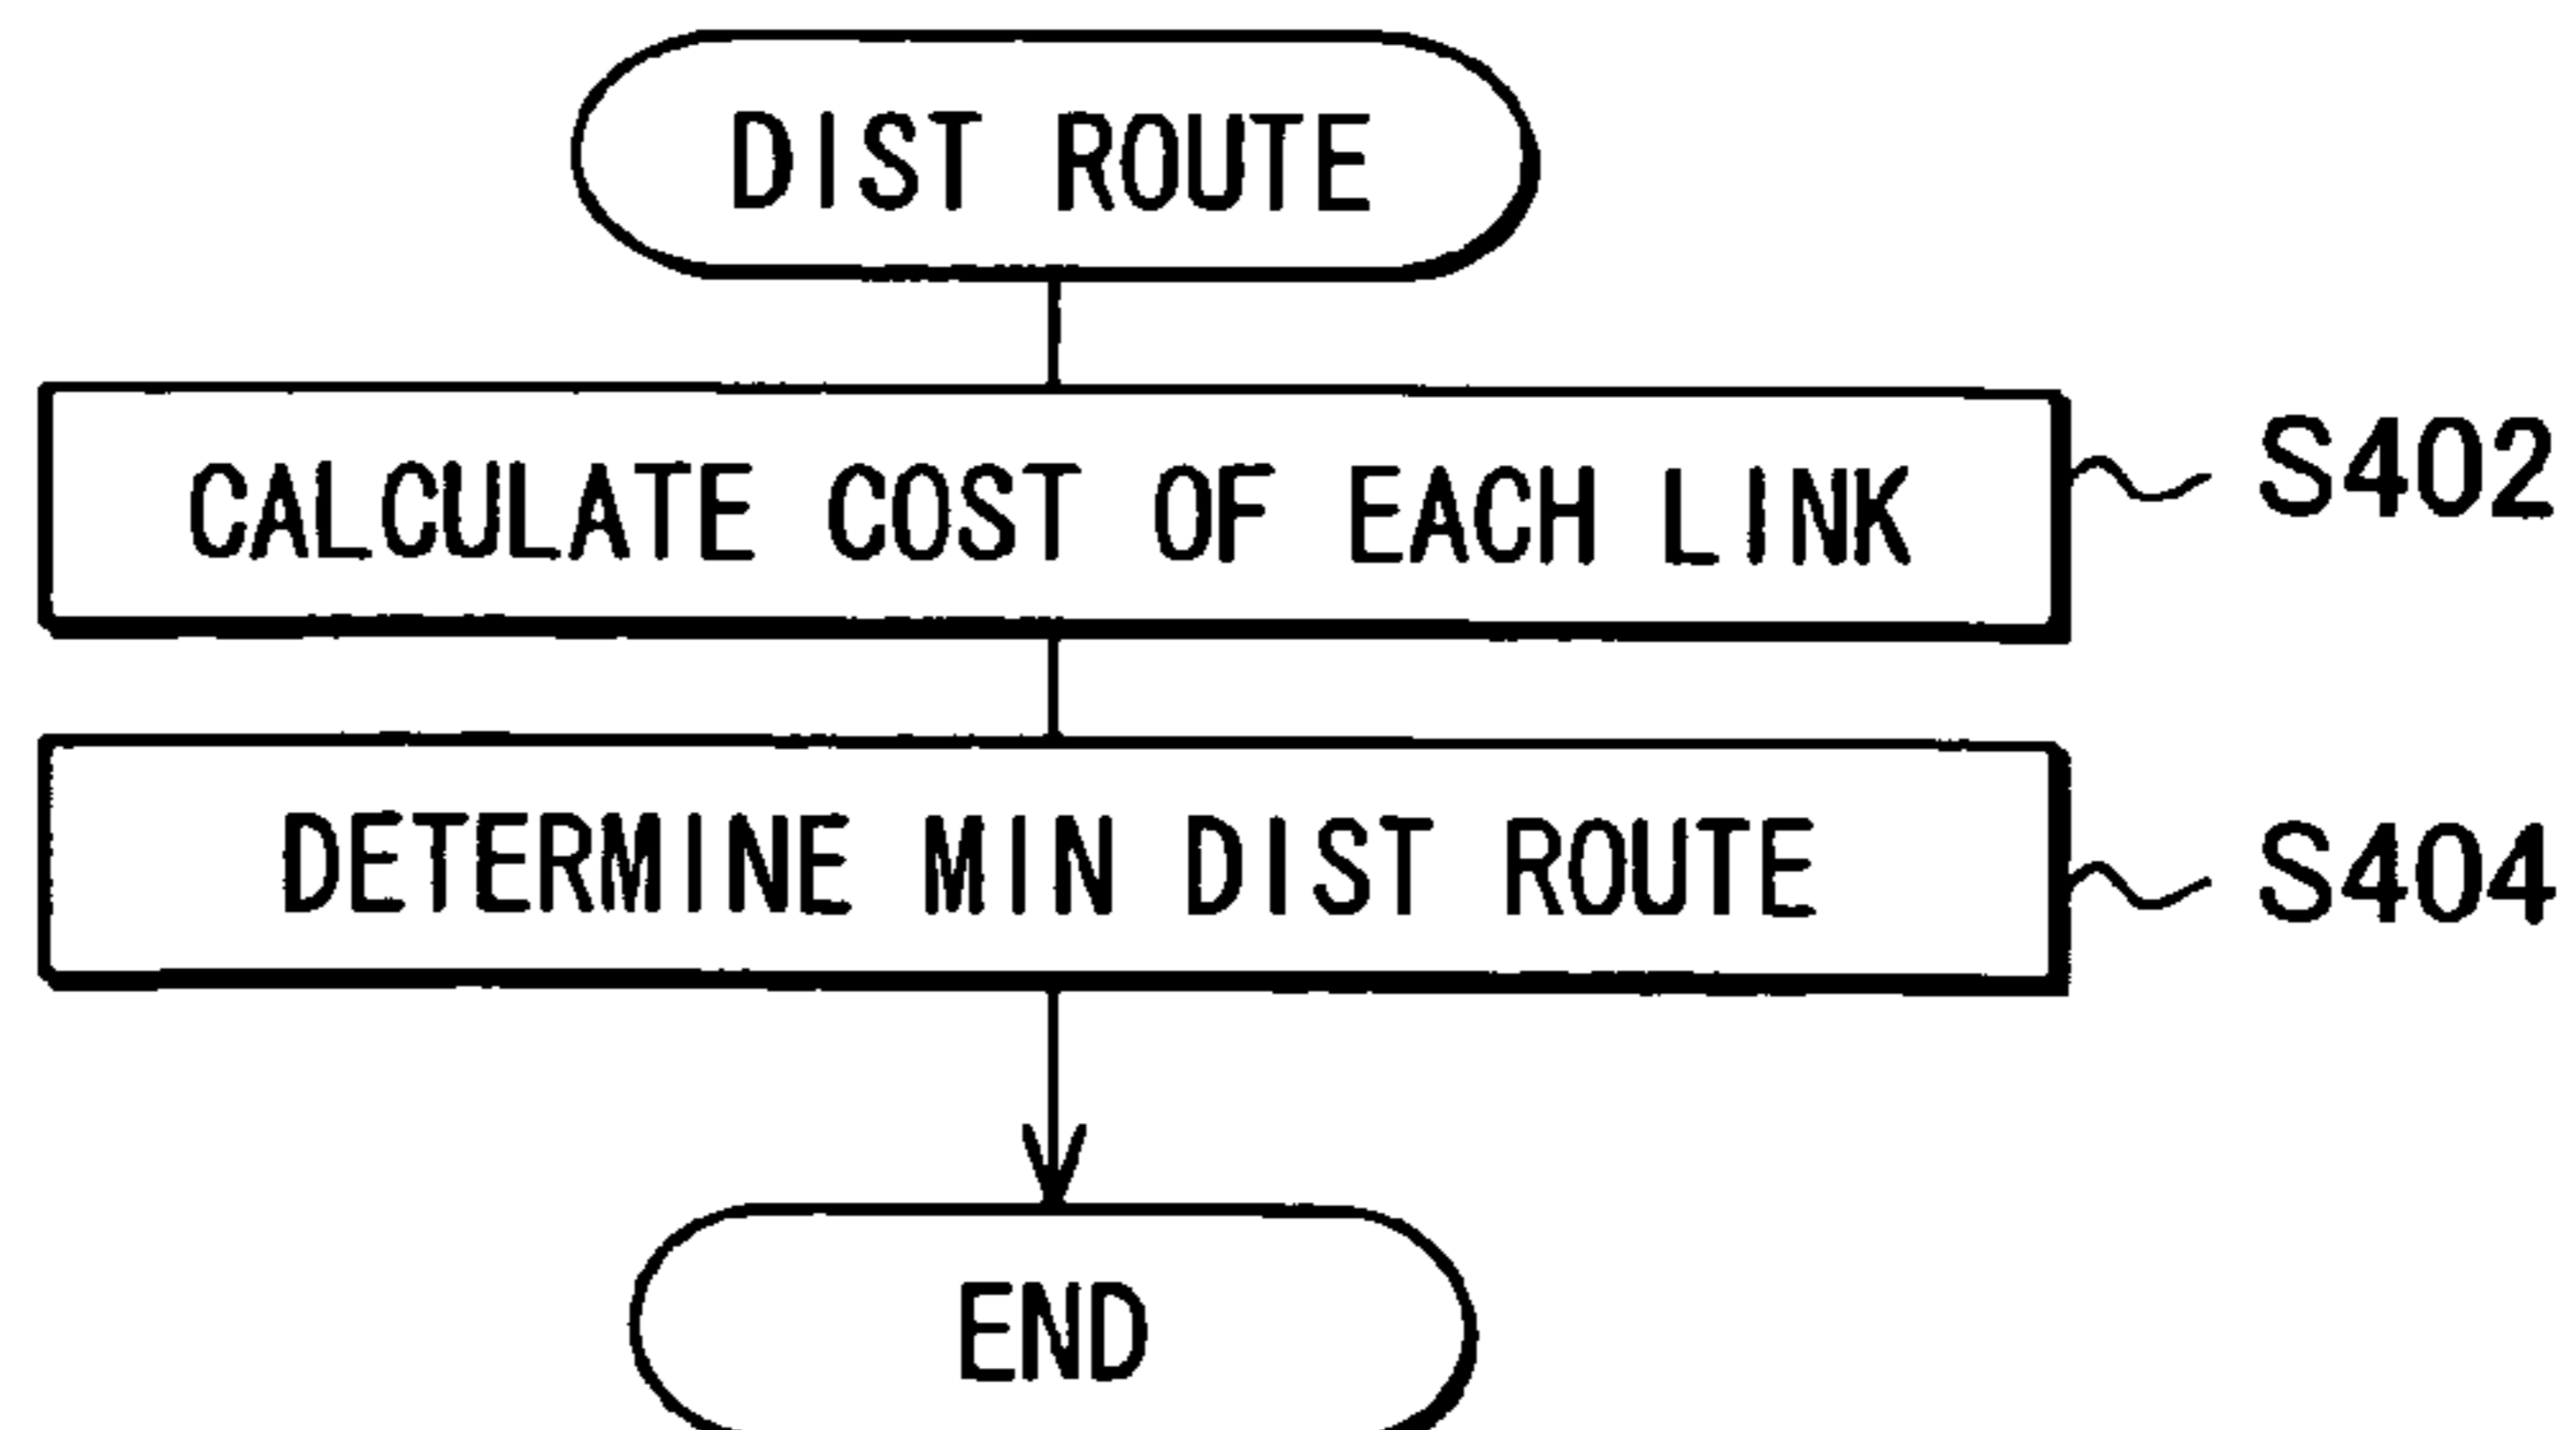 DIST ROUTE
CALCULATE COST OF EACH LINK
S402
DETERMINE MIN DIST ROUTE
S404
END